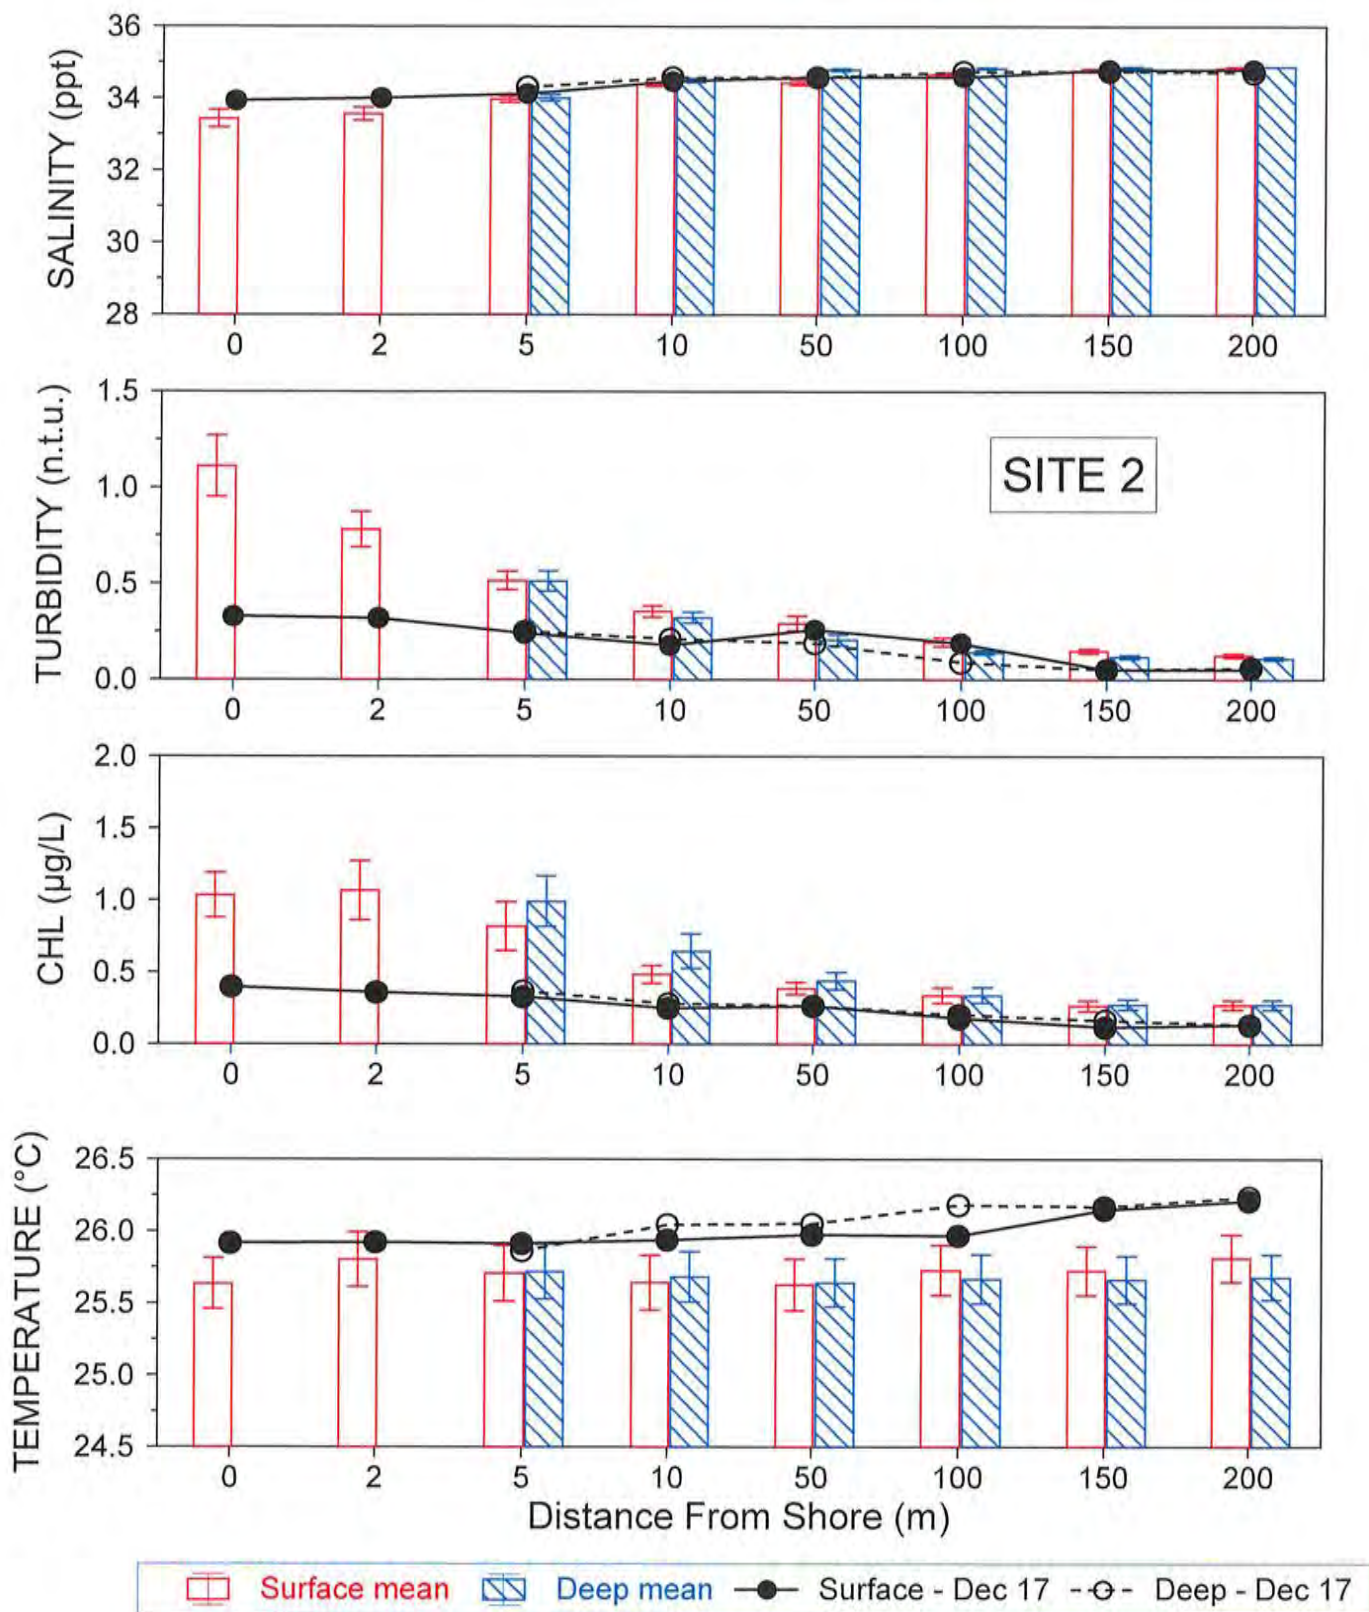 36
34
32
30
28
SALINITY (ppt)
0 2 5 10 50 100 150 200
1.5
1.0
0.5
0.0
TURBIDITY (n.t.u.)
SITE 2
0 2 5 10 50 100 150 200
2.0
1.5
1.0
0.5
0.0
CHL (µg/L)
0 2 5 10 50 100 150 200
26.5
26.0
25.5
25.0
24.5
TEMPERATURE (°C)
0 2 5 10 50 100 150 200
Distance From Shore (m)
Surface mean Deep mean Surface - Dec 17 Deep - Dec 17